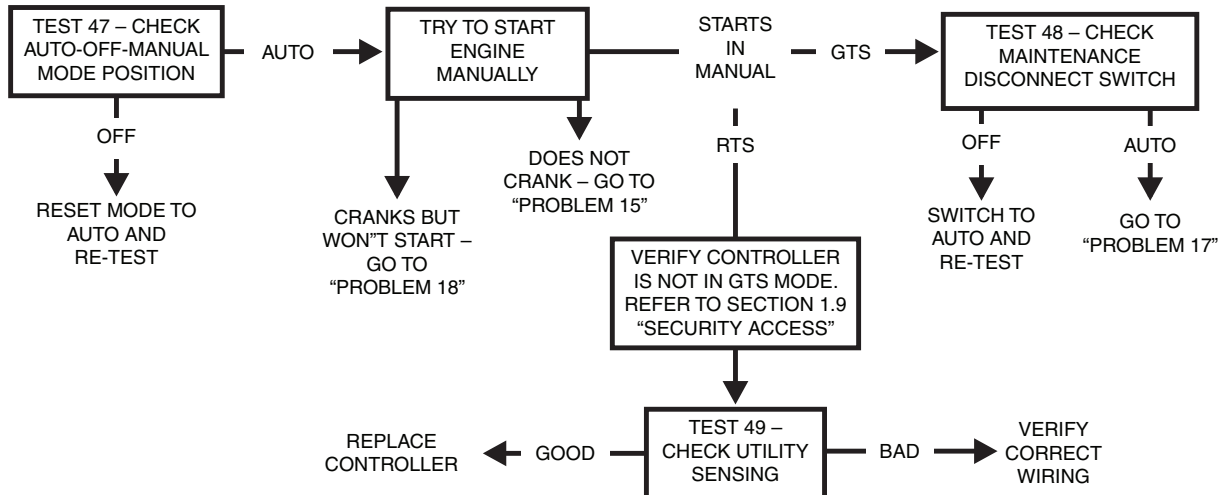 TEST 47 – CHECK
AUTO-OFF-MANUAL
MODE POSITION
AUTO
TRY TO START
ENGINE
MANUALLY
STARTS
IN
MANUAL
GTS
TEST 48 – CHECK
MAINTENANCE
DISCONNECT SWITCH
OFF
RESET MODE TO
AUTO AND
RE-TEST
CRANKS BUT
WON"T START –
GO TO
“PROBLEM 18”
DOES NOT
CRANK – GO TO
“PROBLEM 15”
RTS
OFF
SWITCH TO
AUTO AND
RE-TEST
AUTO
GO TO
“PROBLEM 17”
VERIFY CONTROLLER
IS NOT IN GTS MODE.
REFER TO SECTION 1.9
“SECURITY ACCESS”
TEST 49 –
CHECK UTILITY
SENSING
GOOD
REPLACE
CONTROLLER
BAD
VERIFY
CORRECT
WIRING